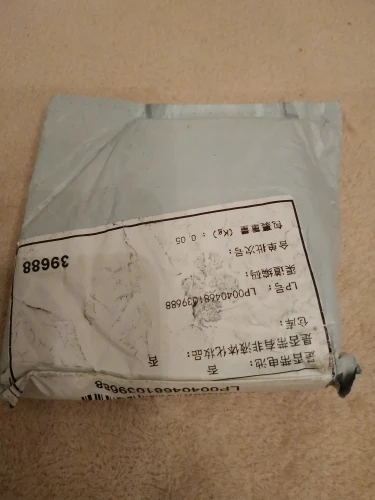 LP00404681039688
是否带电池： 否
是否带有非液体化妆品： 否
仓库：
LP号：LP00404681039688
渠道编码：
合单批次号：
包裹重量（Kg）：0.05
39688